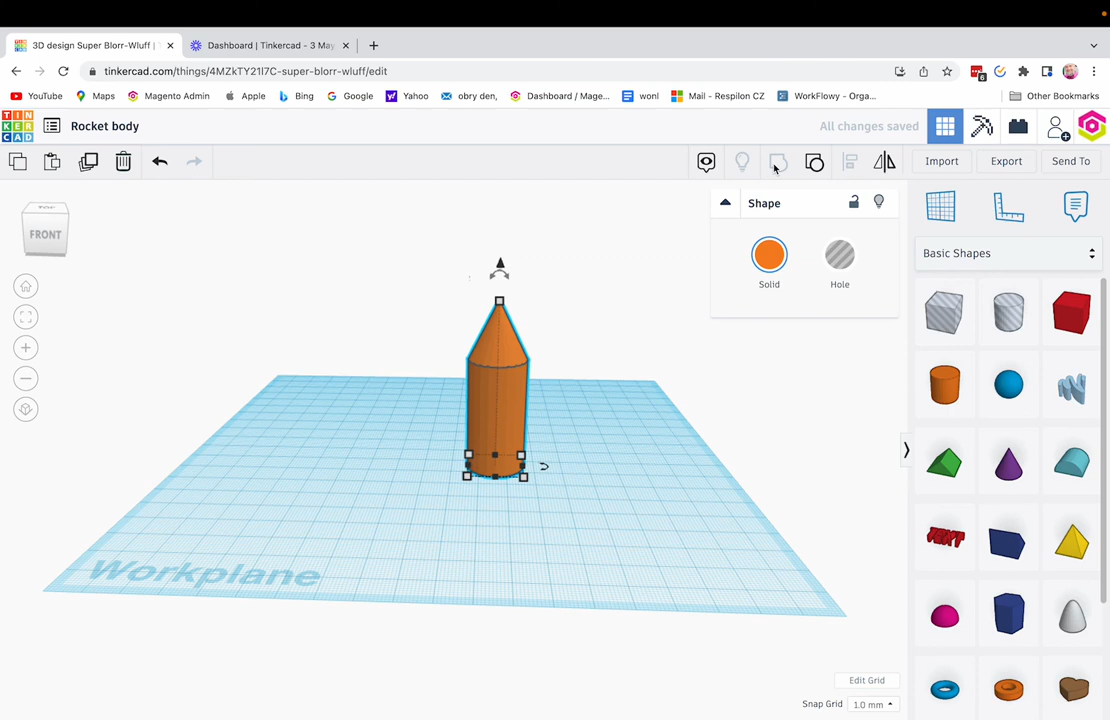 3D design Super Blorr-Wluff |
Dashboard | Tinkercad - 3 May
tinkercad.com/things/4MZkTY21l7C-super-blorr-wluff/edit
YouTube
Maps
Magento Admin
Apple
Bing
Google
Yahoo
obry den,
Dashboard / Mage...
wonl
Mail - Respilon CZ
WorkFlowy - Orga...
Other Bookmarks
6
TIN
KER
CAD
Rocket body
All changes saved
Import
Export
Send To
TOP
FRONT
Shape
Solid
Hole
Basic Shapes
TEXT
Workplane
Edit Grid
Snap Grid
1.0 mm